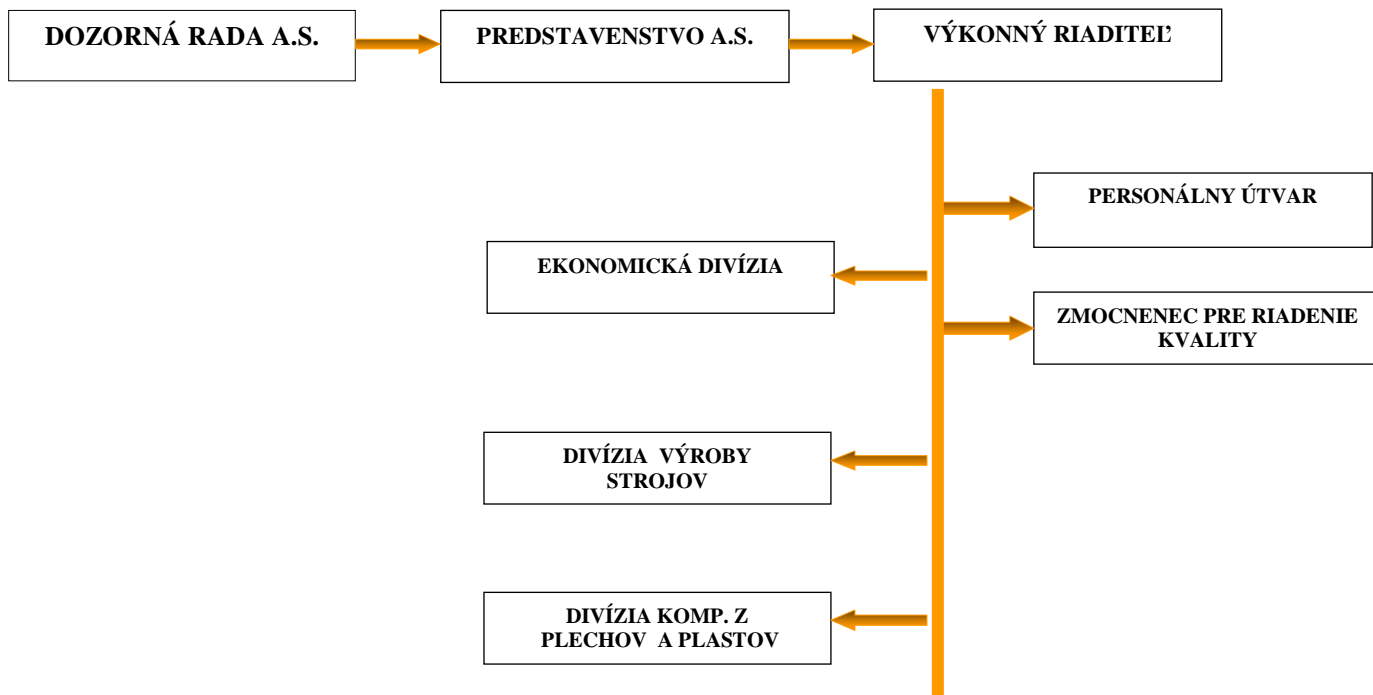 DOZORNÁ RADA A.S.
PREDSTAVENSTVO A.S.
VÝKONNÝ RIADITEĽ
PERSONÁLNY ÚTVAR
EKONOMICKÁ DIVÍZIA
ZMOCNENEC PRE RIADENIE
KVALITY
DIVÍZIA VÝROBY
STROJOV
DIVÍZIA KOMP. Z
PLECHOV A PLASTOV